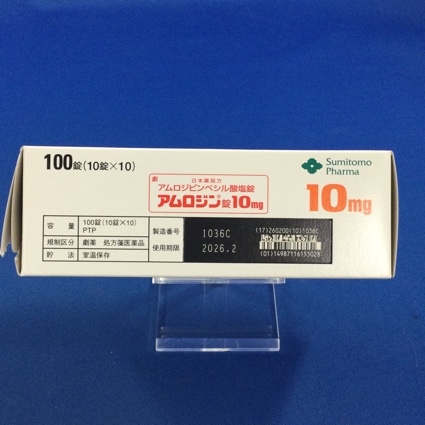 100錠(10錠×10)
Sumitomo
Pharma
劇 日本薬局方
アムロジピンベシル酸塩錠
アムロジン®錠10mg
10mg
容量 100錠(10錠×10)
PTP
規制区分 劇薬 処方箋医薬品
貯法 室温保存
製造番号 1036C
使用期限 2026.2
(17)260200(10)1036C
(01)14987116155028